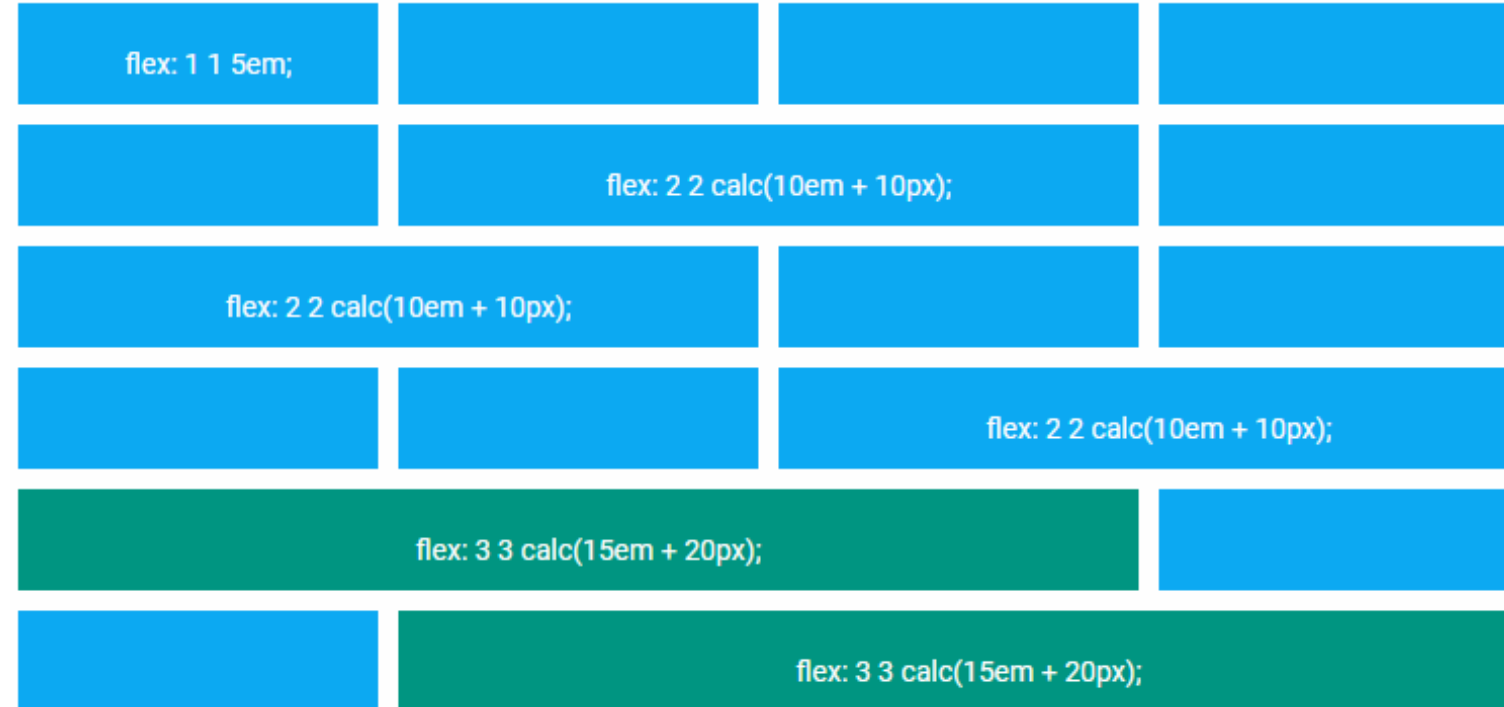 flex: 1 1 5em;
flex: 2 2 calc(10em + 10px);
flex: 2 2 calc(10em + 10px);
flex: 2 2 calc(10em + 10px);
flex: 3 3 calc(15em + 20px);
flex: 3 3 calc(15em + 20px);